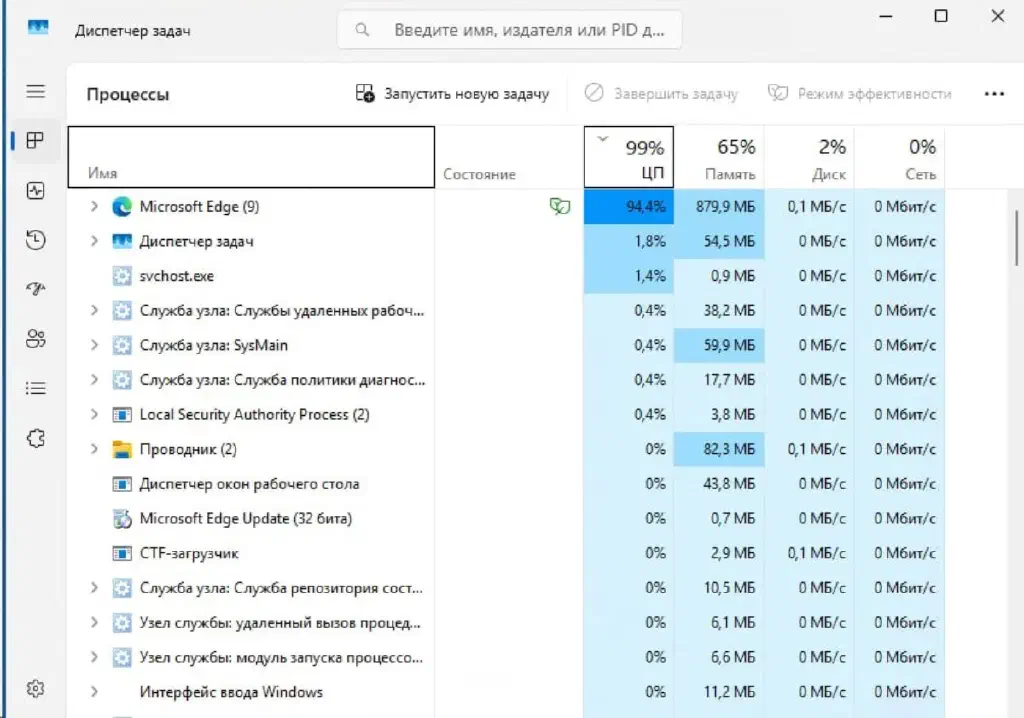 Диспетчер задач
Введите имя, издателя или PID д...
Процессы
Запустить новую задачу
Завершить задачу
Режим эффективности
99% 65% 2% 0%
Имя Состояние ЦП Память Диск Сеть
Microsoft Edge (9) 94,4% 879,9 МБ 0,1 МБ/с 0 Мбит/с
Диспетчер задач 1,8% 54,5 МБ 0 МБ/с 0 Мбит/с
svchost.exe 1,4% 0,9 МБ 0 МБ/с 0 Мбит/с
Служба узла: Службы удаленных рабоч... 0,4% 38,2 МБ 0 МБ/с 0 Мбит/с
Служба узла: SysMain 0,4% 59,9 МБ 0 МБ/с 0 Мбит/с
Служба узла: Служба политики диагнос... 0,4% 17,7 МБ 0 МБ/с 0 Мбит/с
Local Security Authority Process (2) 0,4% 3,8 МБ 0 МБ/с 0 Мбит/с
Проводник (2) 0% 82,3 МБ 0,1 МБ/с 0 Мбит/с
Диспетчер окон рабочего стола 0% 43,8 МБ 0 МБ/с 0 Мбит/с
Microsoft Edge Update (32 бита) 0% 0,7 МБ 0 МБ/с 0 Мбит/с
CTF-загрузчик 0% 2,9 МБ 0,1 МБ/с 0 Мбит/с
Служба узла: Служба репозитория сост... 0% 10,5 МБ 0 МБ/с 0 Мбит/с
Узел службы: удаленный вызов процед... 0% 6,1 МБ 0 МБ/с 0 Мбит/с
Узел службы: модуль запуска процессо... 0% 6,6 МБ 0 МБ/с 0 Мбит/с
Интерфейс ввода Windows 0% 11,2 МБ 0 МБ/с 0 Мбит/с